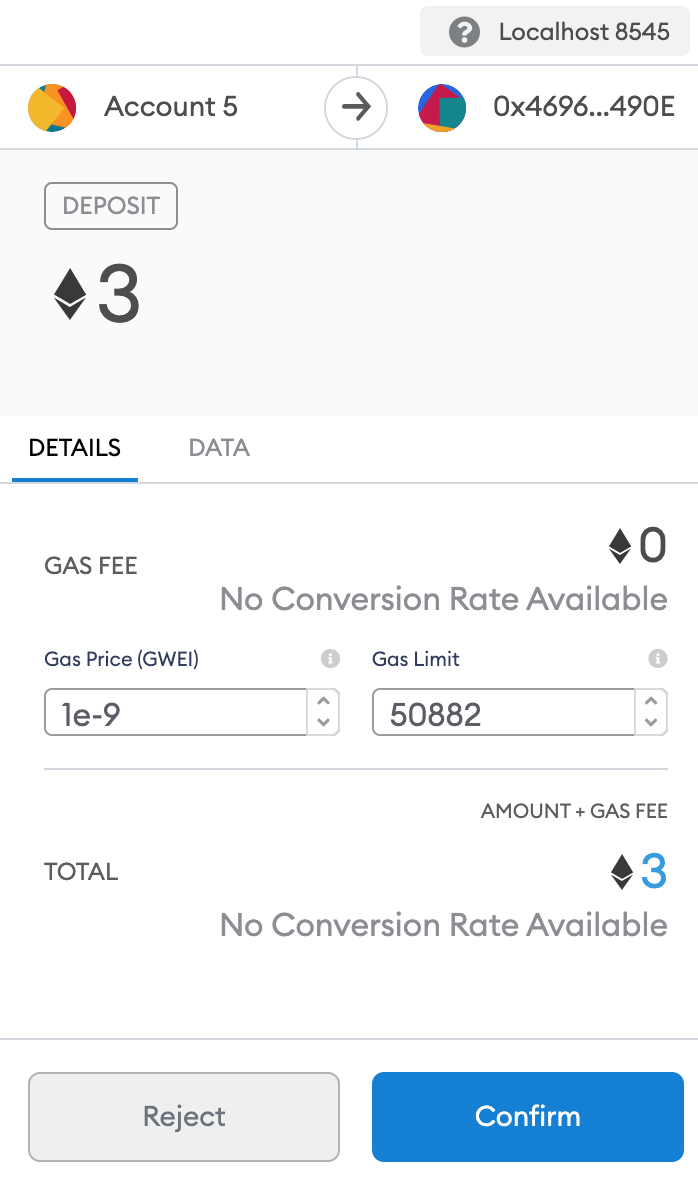 Localhost 8545
Account 5
0x4696...490E
DEPOSIT
3
DETAILS DATA
GAS FEE
0
No Conversion Rate Available
Gas Price (GWEI) Gas Limit
1e-9 50882
AMOUNT + GAS FEE
TOTAL
3
No Conversion Rate Available
Reject Confirm